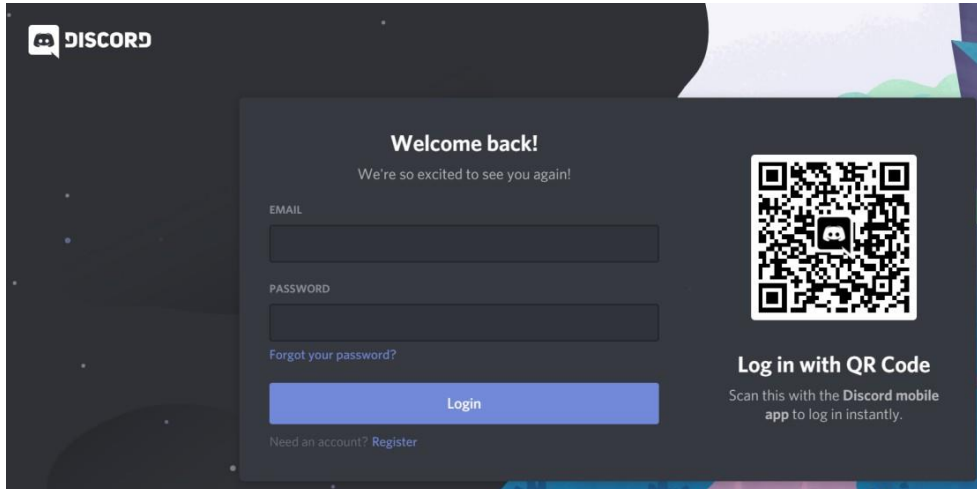 DISCORD
Welcome back!
We're so excited to see you again!
EMAIL
PASSWORD
Forgot your password?
Login
Need an account? Register
Log in with QR Code
Scan this with the Discord mobile
app to log in instantly.